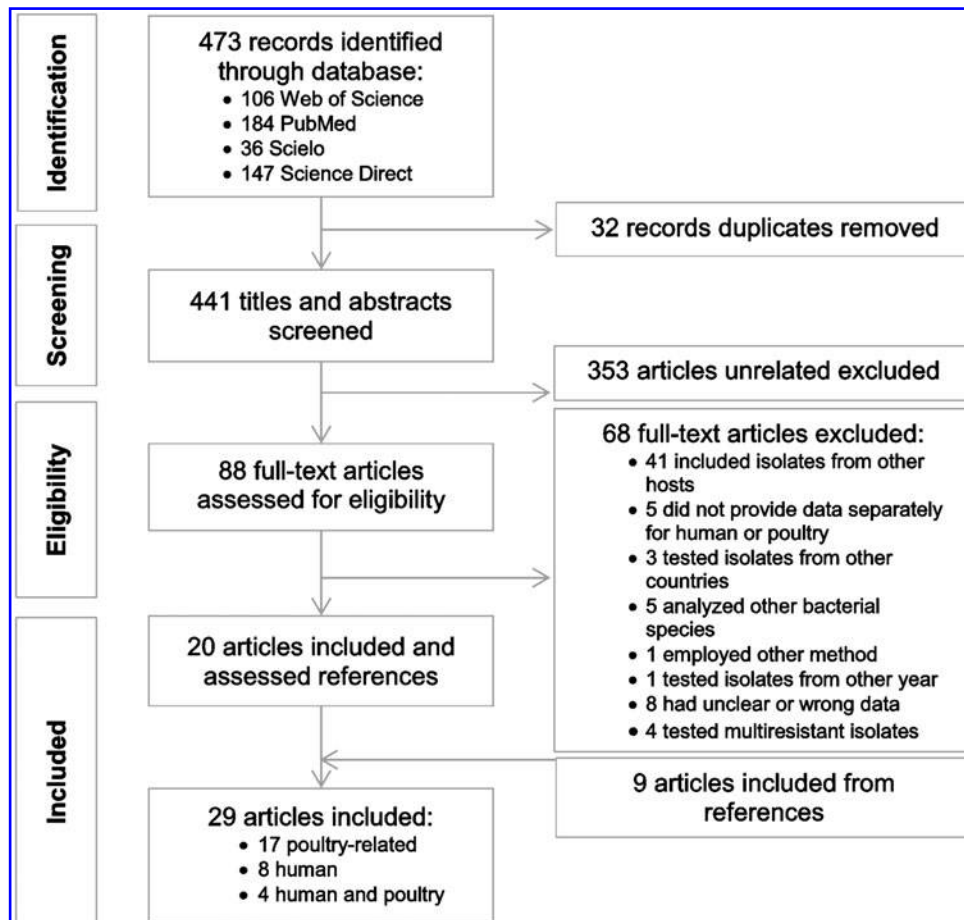 Identification
473 records identified
through database:
• 106 Web of Science
• 184 PubMed
• 36 Scielo
• 147 Science Direct
32 records duplicates removed
Screening
441 titles and abstracts
screened
353 articles unrelated excluded
Eligibility
88 full-text articles
assessed for eligibility
68 full-text articles excluded:
• 41 included isolates from other
hosts
• 5 did not provide data separately
for human or poultry
• 3 tested isolates from other
countries
• 5 analyzed other bacterial
species
• 1 employed other method
• 1 tested isolates from other year
• 8 had unclear or wrong data
• 4 tested multiresistant isolates
Included
20 articles included and
assessed references
9 articles included from
references
29 articles included:
• 17 poultry-related
• 8 human
• 4 human and poultry